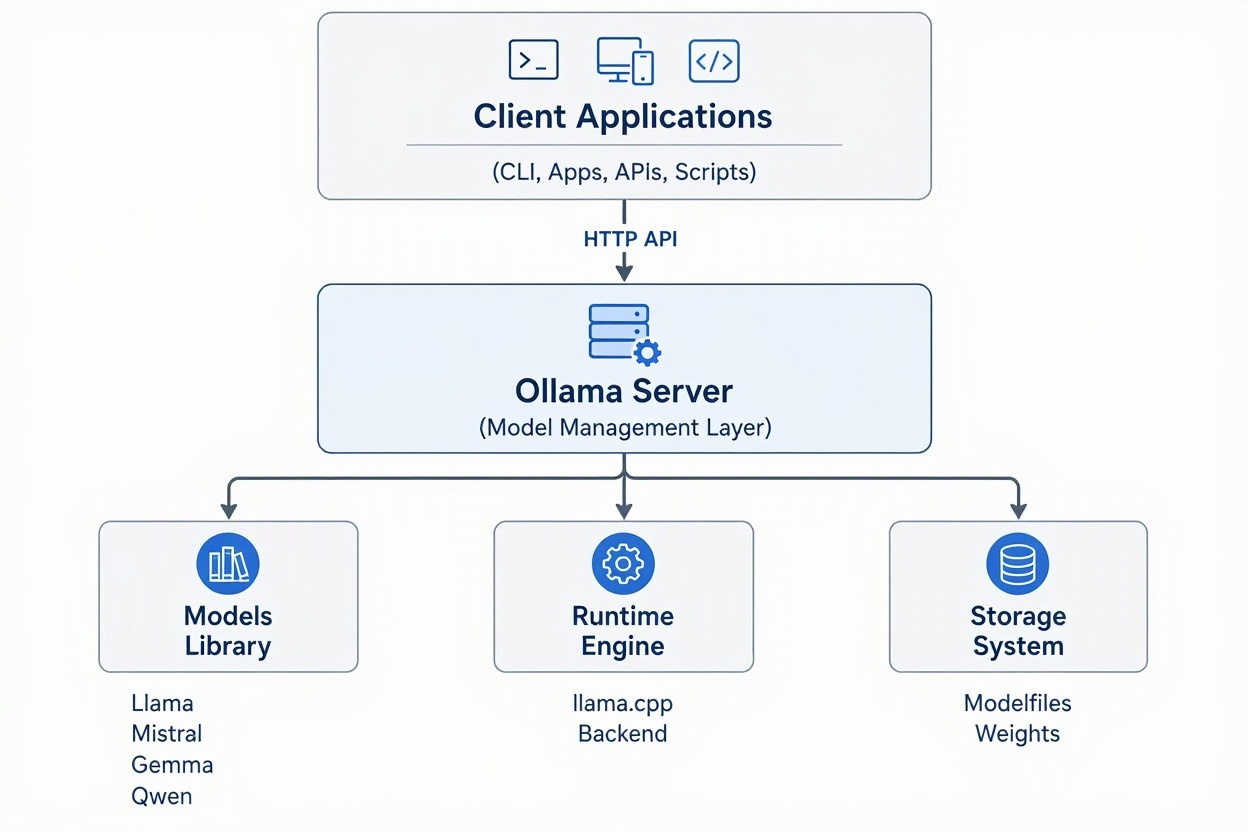 >_
</>
Client Applications
(CLI, Apps, APIs, Scripts)
HTTP API
Ollama Server
(Model Management Layer)
Models
Library
Llama
Mistral
Gemma
Qwen
Runtime
Engine
llama.cpp
Backend
Storage
System
Modelfiles
Weights